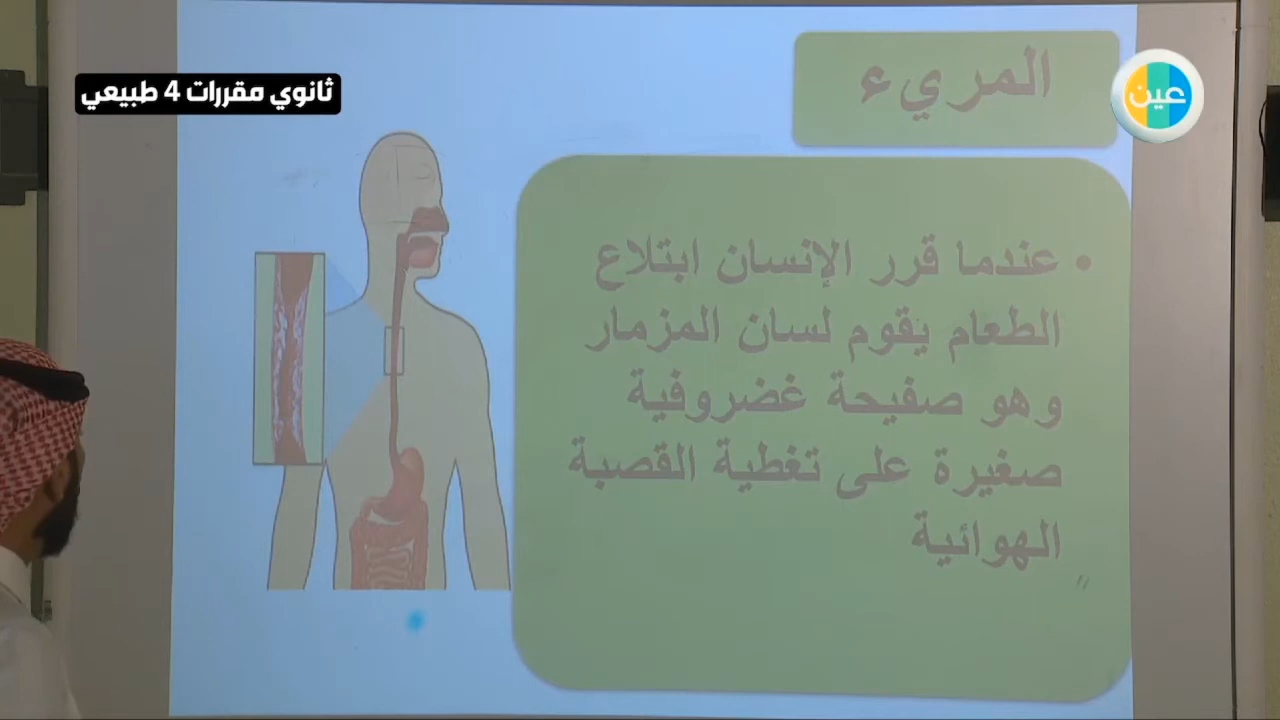 ثانوي مقررات 4 طبيعي
عين
المريء
• عندما قرر الإنسان ابتلاع
الطعام يقوم لسان المزمار
وهو صفيحة غضروفية
صغيرة على تغطية القصبة
الهوائية